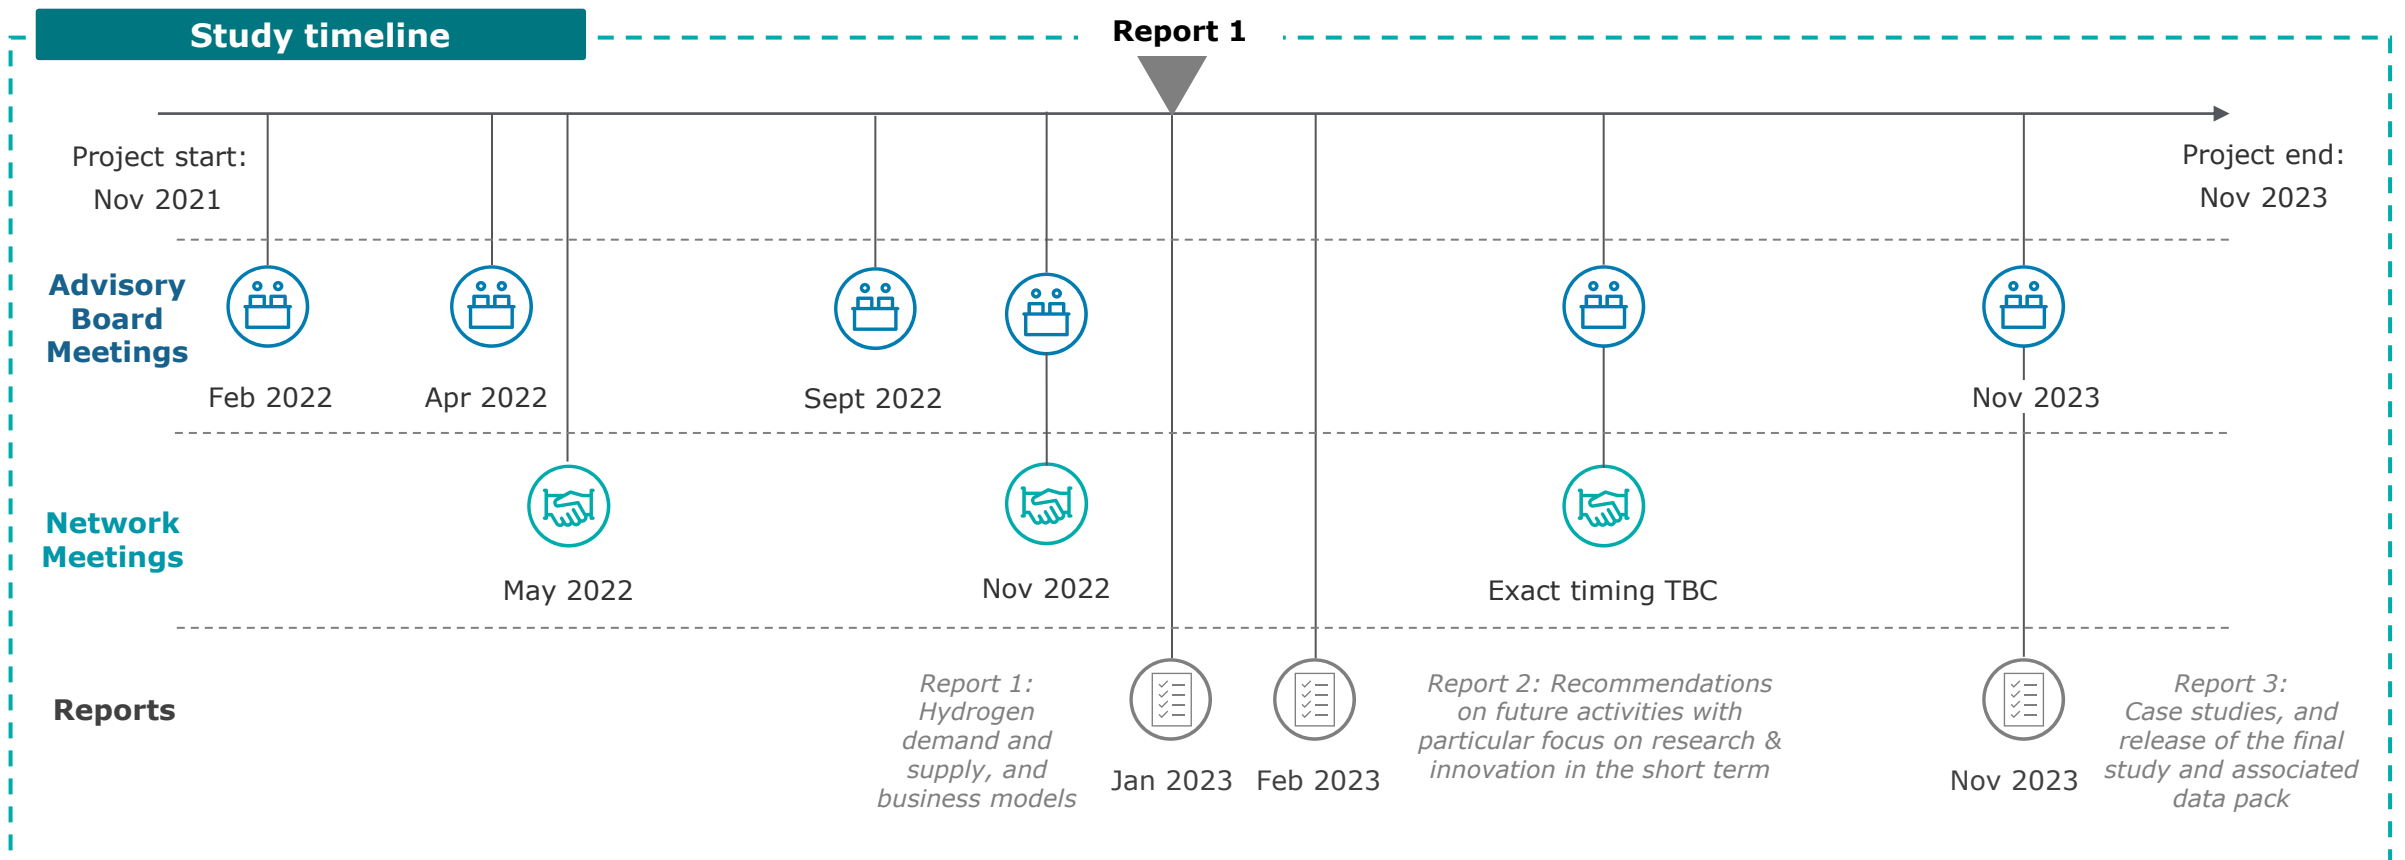 Study timeline
Report 1
Project start:
Nov 2021
Project end:
Nov 2023
Advisory
Board
Meetings
Feb 2022
Apr 2022
Sept 2022
Nov 2023
Network
Meetings
May 2022
Nov 2022
Exact timing TBC
Reports
Report 1:
Hydrogen
demand and
supply, and
business models
Jan 2023
Feb 2023
Report 2: Recommendations
on future activities with
particular focus on research &
innovation in the short term
Nov 2023
Report 3:
Case studies, and
release of the final
study and associated
data pack